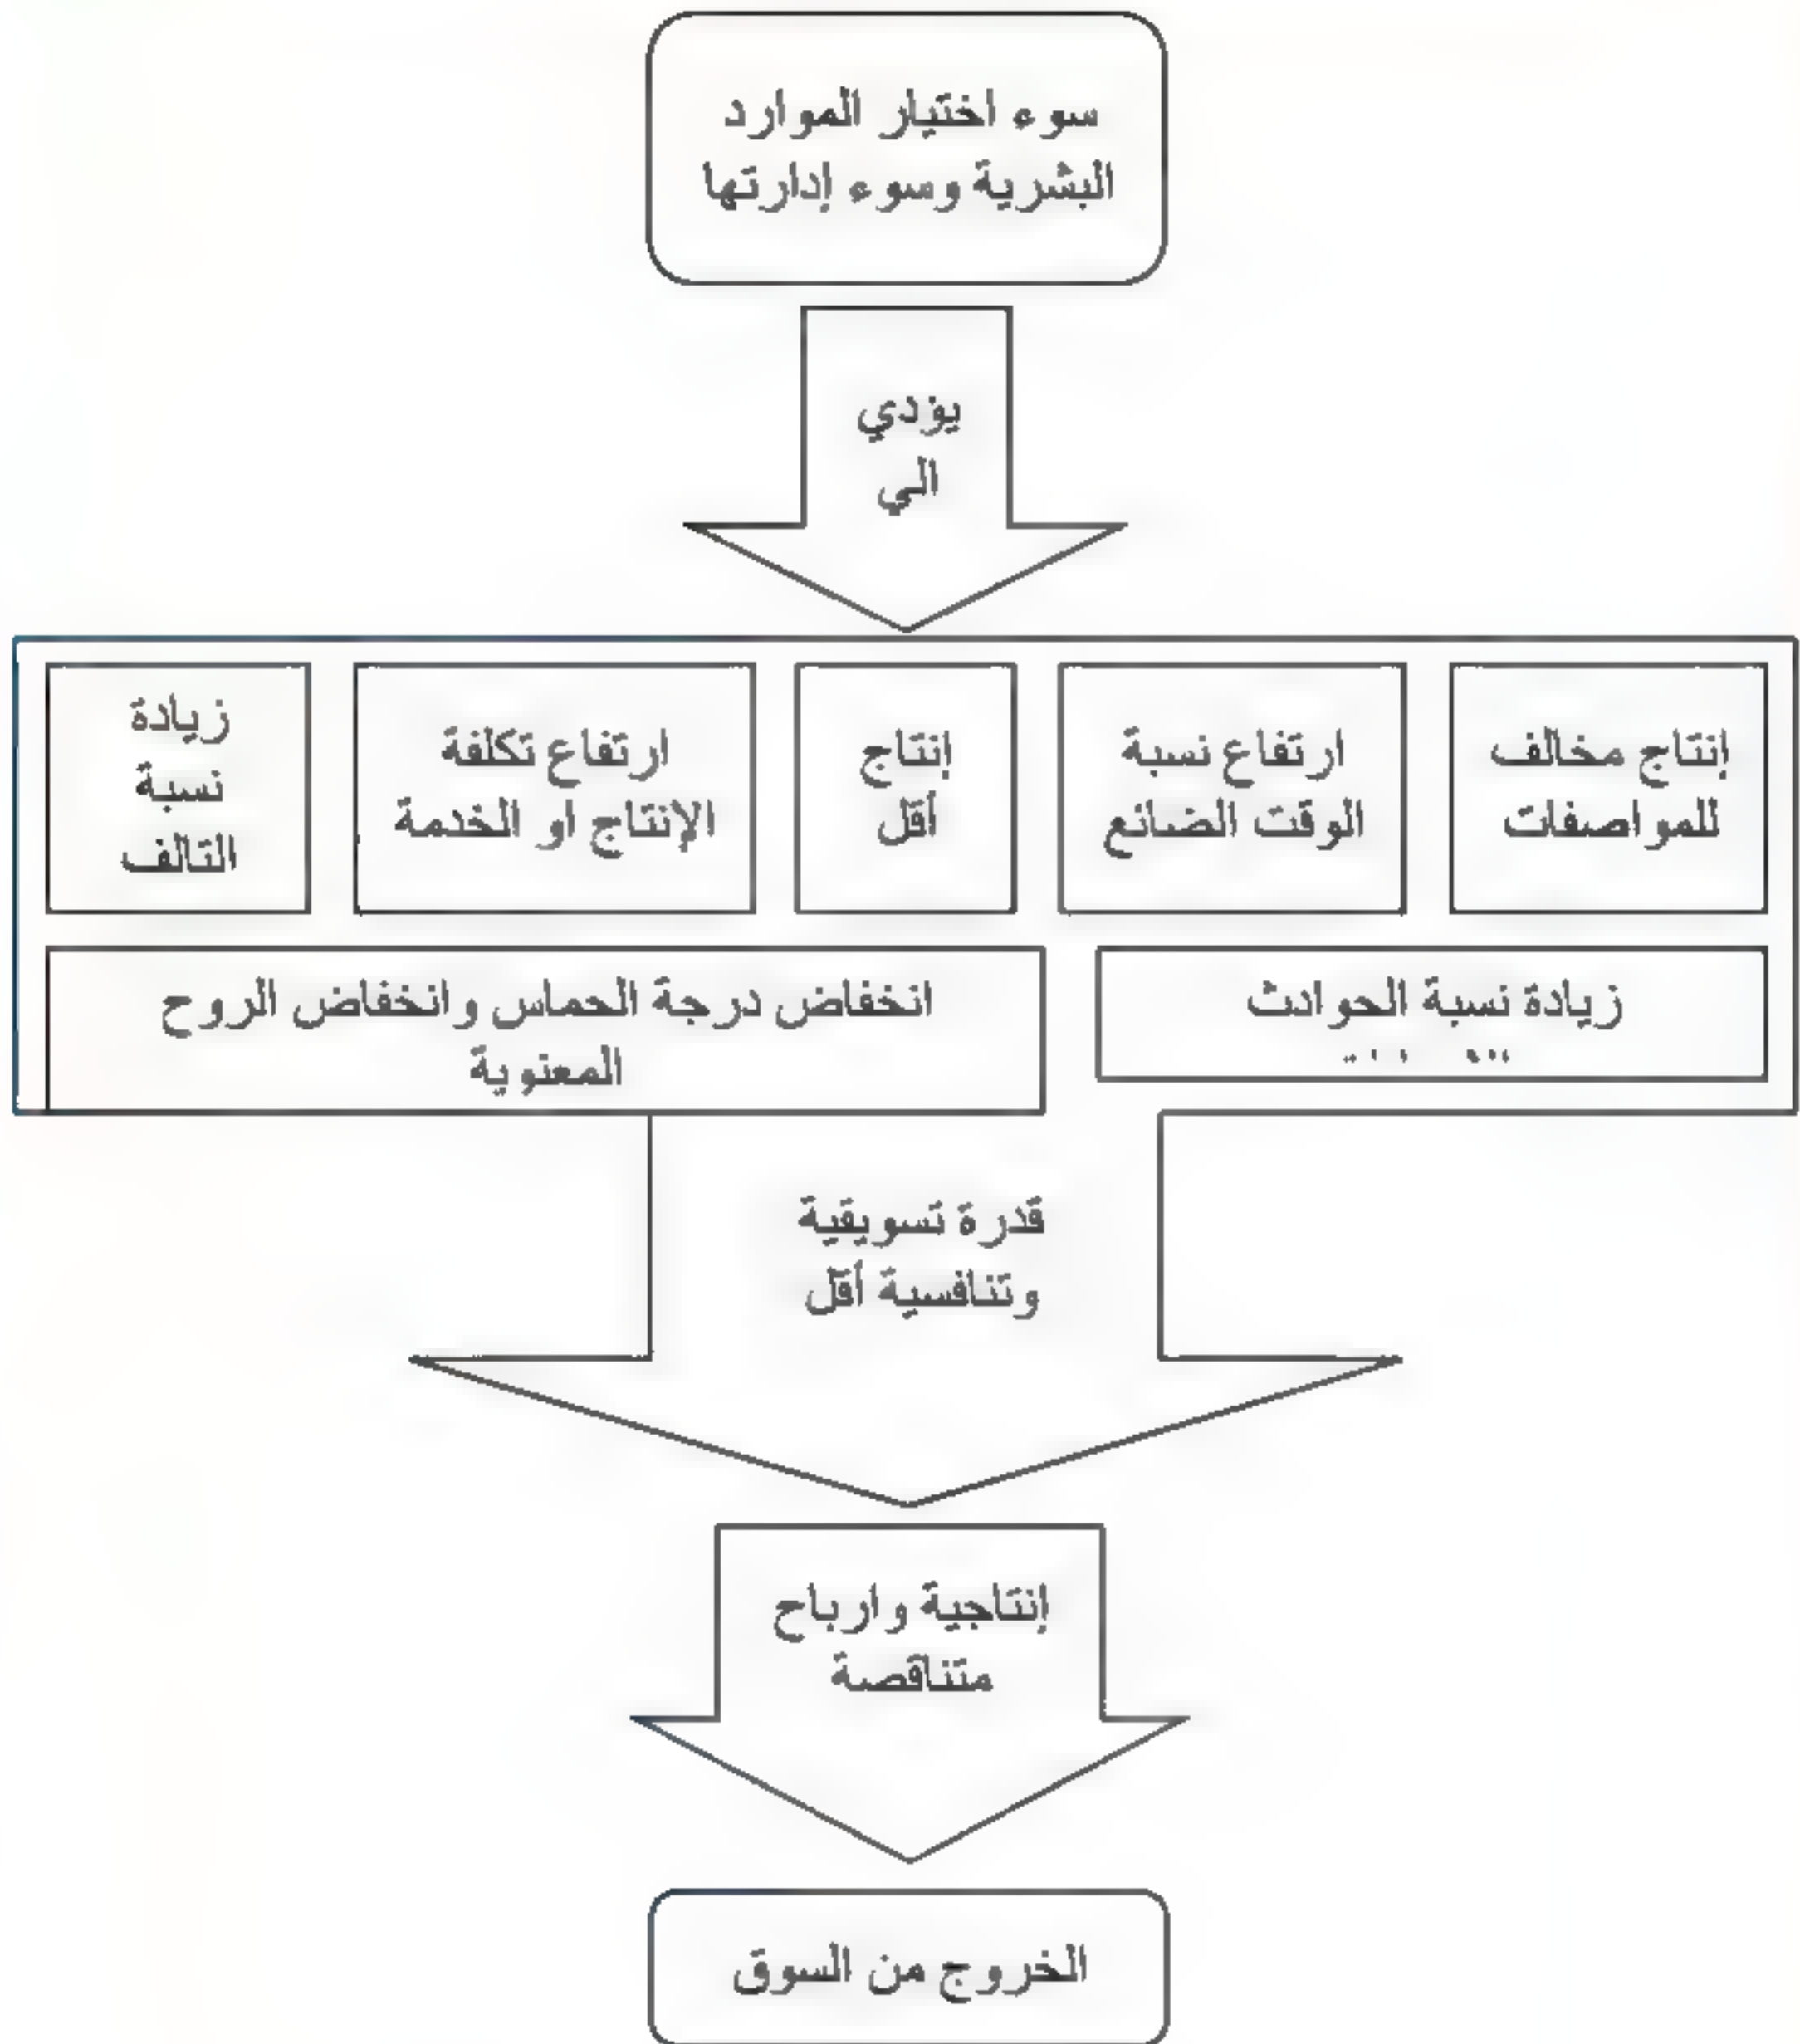 سوء اختيار الموارد
البشرية وسوء إدارتها
يؤدي
الي
إنتاج مخالف
للمواصفات
ارتفاع نسبة
الوقت الضائع
إنتاج
أقل
ارتفاع تكلفة
الإنتاج او الخدمة
زيادة
نسبة
التالف
زيادة نسبة الحوادث
انخفاض درجة الحماس وانخفاض الروح
المعنوية
قدرة تسويقية
وتنافسية أقل
إنتاجية وارباح
متناقصة
الخروج من السوق